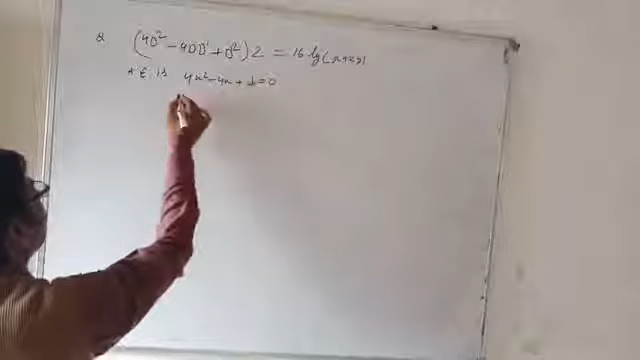 Q (4D² - 4DD' + D'²) Z = 16 log(x+2y)
A E is 4m² - 4m + 1 = 0